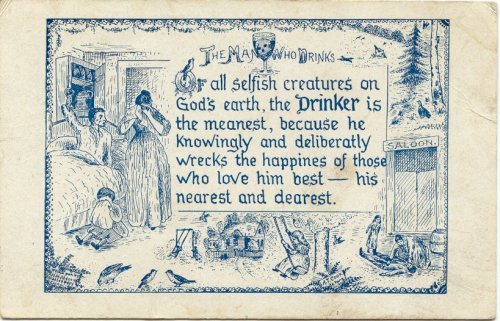 THE MAN WHO DRINKS
Of all selfish creatures on
God's earth, the Drinker is
the meanest, because he
knowingly and deliberatly
wrecks the happines of those
who love him best — his
nearest and dearest.
SALOON.